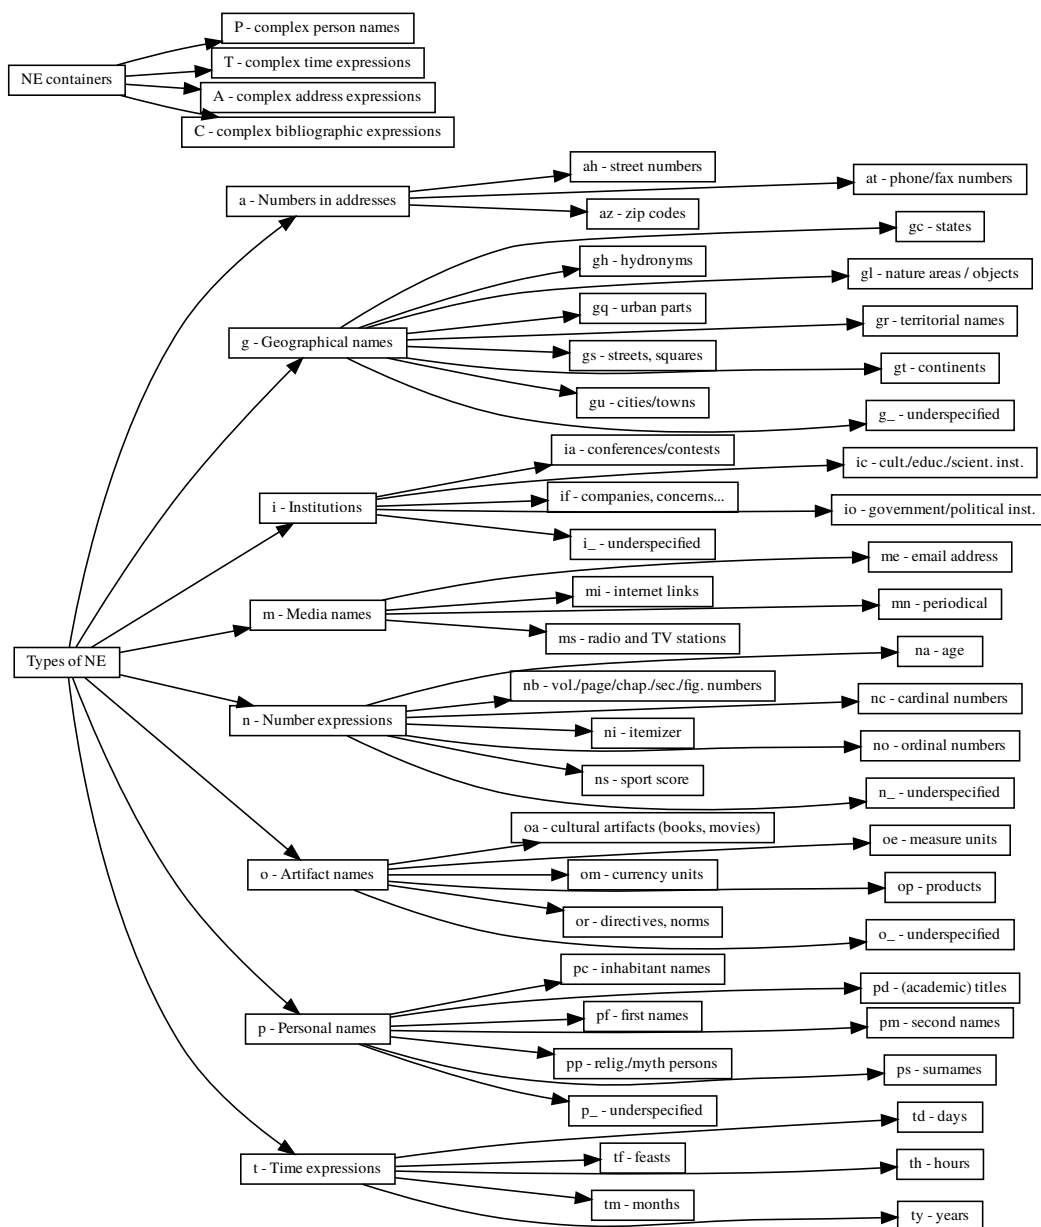 P - complex person names
T - complex time expressions
NE containers
A - complex address expressions
C - complex bibliographic expressions
ah - street numbers
at - phone/fax numbers
a - Numbers in addresses
az - zip codes
gc - states
gh - hydronyms
gl - nature areas / objects
gq - urban parts
gr - territorial names
g - Geographical names
gs - streets, squares
gt - continents
gu - cities/towns
g_ - underspecified
ia - conferences/contests
ic - cult./educ./scient. inst.
if - companies, concerns...
i - Institutions
io - government/political inst.
i_ - underspecified
me - email address
mi - internet links
mn - periodical
m - Media names
ms - radio and TV stations
Types of NE
na - age
nb - vol./page/chap./sec./fig. numbers
nc - cardinal numbers
n - Number expressions
ni - itemizer
no - ordinal numbers
ns - sport score
n_ - underspecified
oa - cultural artifacts (books, movies)
oe - measure units
o - Artifact names
om - currency units
op - products
or - directives, norms
o_ - underspecified
pc - inhabitant names
pd - (academic) titles
pf - first names
pm - second names
p - Personal names
pp - relig./myth persons
ps - surnames
p_ - underspecified
td - days
tf - feasts
th - hours
t - Time expressions
tm - months
ty - years